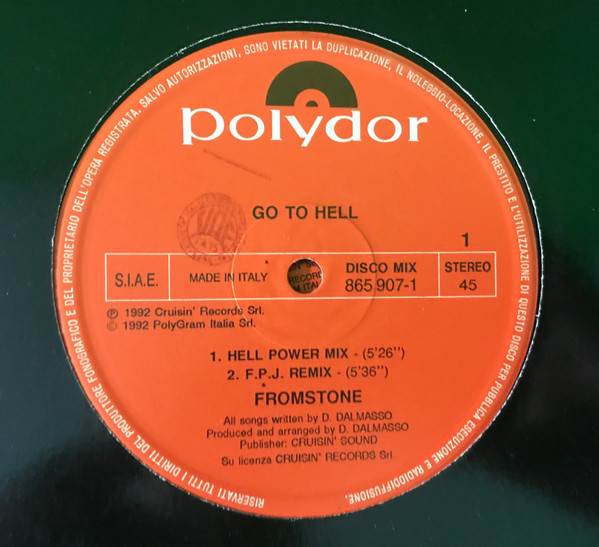 RISERVATI TUTTI I DIRITTI DEL PRODUTTORE FONOGRAFICO E DEL PROPRIETARIO DELL'OPERA REGISTRATA. SALVO AUTORIZZAZIONI, SONO VIETATI LA DUPLICAZIONE, IL NOLEGGIO-LOCAZIONE, IL PRESTITO E L'UTILIZZAZIONE DI QUESTO DISCO PER PUBBLICA ESECUZIONE E RADIODIFFUSIONE.
polydor
GO TO HELL
1
S.I.A.E.
MADE IN ITALY
DISCO MIX
865 907-1
STEREO
45
℗ 1992 Cruisin' Records Srl.
© 1992 PolyGram Italia Srl.
1. HELL POWER MIX - (5'26'')
2. F.P.J. REMIX - (5'36'')
FROMSTONE
All songs written by D. DALMASSO
Produced and arranged by D. DALMASSO
Publisher: CRUISIN' SOUND
Su licenza CRUISIN' RECORDS Srl.